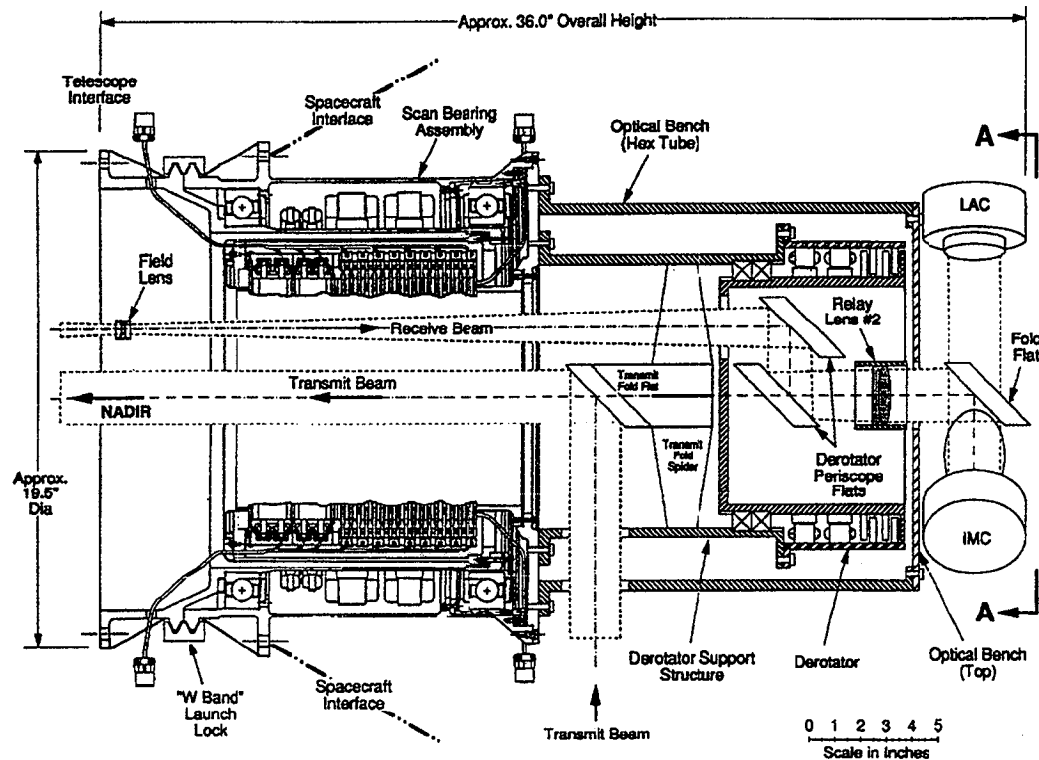 Approx. 36.0" Overall Height
Telescope
Interface
Spacecraft
Interface
Scan Bearing
Assembly
Optical Bench
(Hex Tube)
A
LAC
Field
Lens
Receive Beam
Relay
Lens #2
Fold
Flat
Transmit Beam
Transmit
Fold Flat
NADIR
Transmit
Fold
Spider
Derotator
Periscope
Flats
Approx.
19.5"
Dia
IMC
A
"W Band"
Launch
Lock
Spacecraft
Interface
Derotator Support
Structure
Derotator
Optical Bench
(Top)
Transmit Beam
0 1 2 3 4 5
Scale in Inches